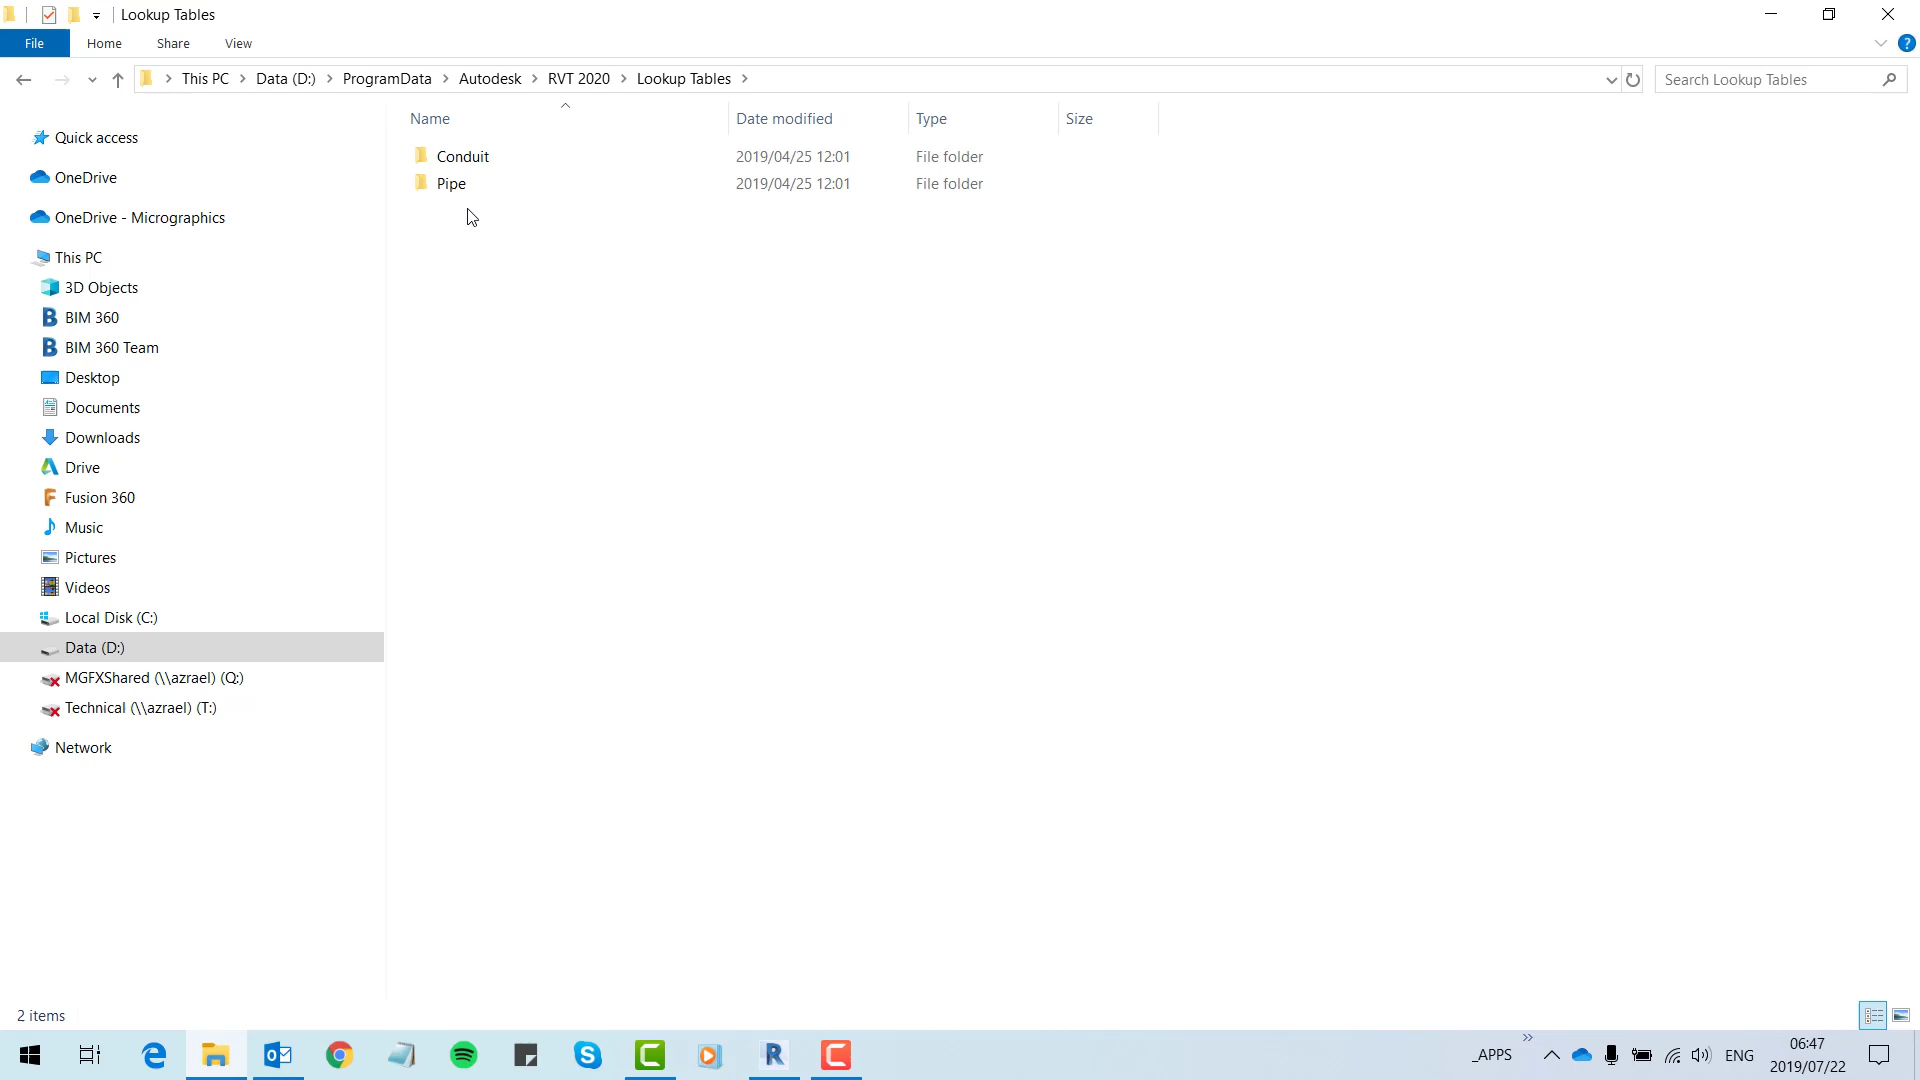 Lookup Tables
File Home Share View
This PC Data (D:) ProgramData Autodesk RVT 2020 Lookup Tables
Search Lookup Tables
Name Date modified Type Size
Conduit 2019/04/25 12:01 File folder
Pipe 2019/04/25 12:01 File folder
Quick access
OneDrive
OneDrive - Micrographics
This PC
3D Objects
BIM 360
BIM 360 Team
Desktop
Documents
Downloads
Drive
Fusion 360
Music
Pictures
Videos
Local Disk (C:)
Data (D:)
MGFXShared (\\azrael) (Q:)
Technical (\\azrael) (T:)
Network
2 items
_APPS
ENG
06:47
2019/07/22